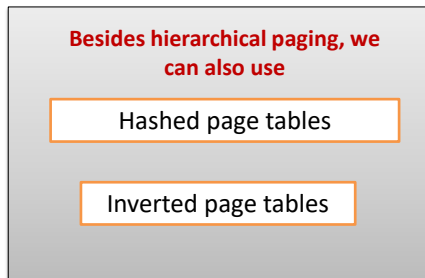 Besides hierarchical paging, we
can also use
Hashed page tables
Inverted page tables